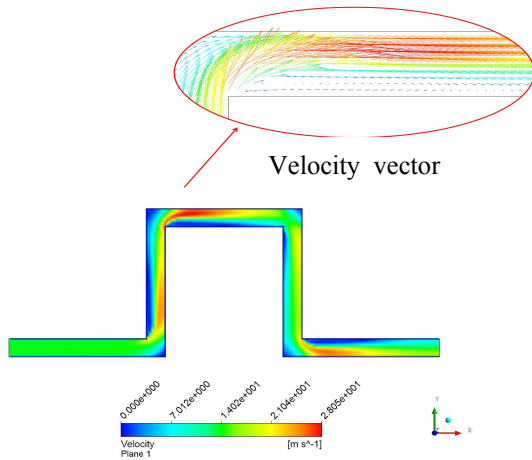 Velocity vector
0.000e+000
7.012e+000
1.402e+001
2.104e+001
2.805e+001
Velocity
[m s^-1]
Plane 1
Y
X